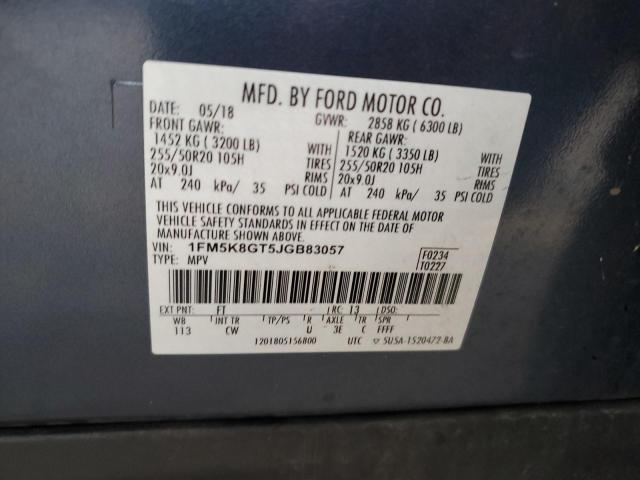 MFD. BY FORD MOTOR CO.
DATE: 05/18 GVWR: 2858 KG ( 6300 LB)
FRONT GAWR: REAR GAWR:
1452 KG ( 3200 LB) WITH 1520 KG ( 3350 LB) WITH
255/50R20 105H TIRES 255/50R20 105H TIRES
20x9.0J RIMS 20x9.0J RIMS
AT 240 kPa/ 35 PSI COLD AT 240 kPa/ 35 PSI COLD
THIS VEHICLE CONFORMS TO ALL APPLICABLE FEDERAL MOTOR
VEHICLE SAFETY STANDARDS IN EFFECT ON THE DATE OF
MANUFACTURE SHOWN ABOVE.
VIN: 1FM5K8GT5JGB83057 F0234
TYPE: MPV T0227
EXT PNT: FT RC: 13 DSO:
WB INT TR TP/PS R AXLE TR SPR
113 CW U 3E C FFFF
1201805156800 UTC ▽ 5U5A-1520472-BA